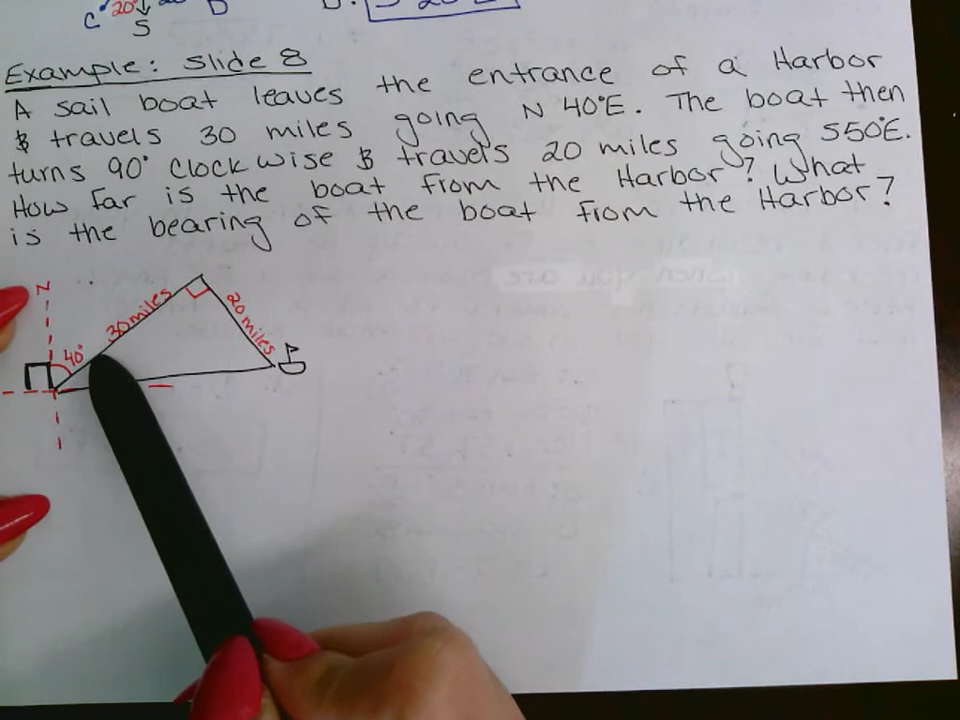 C 20° S D
Example: Slide 8
A sail boat leaves the entrance of a Harbor
& travels 30 miles going N 40°E. The boat then
turns 90° Clockwise & travels 20 miles going S50°E.
How far is the boat from the Harbor? What
is the bearing of the boat from the Harbor?
N
40°
30 miles
20 miles